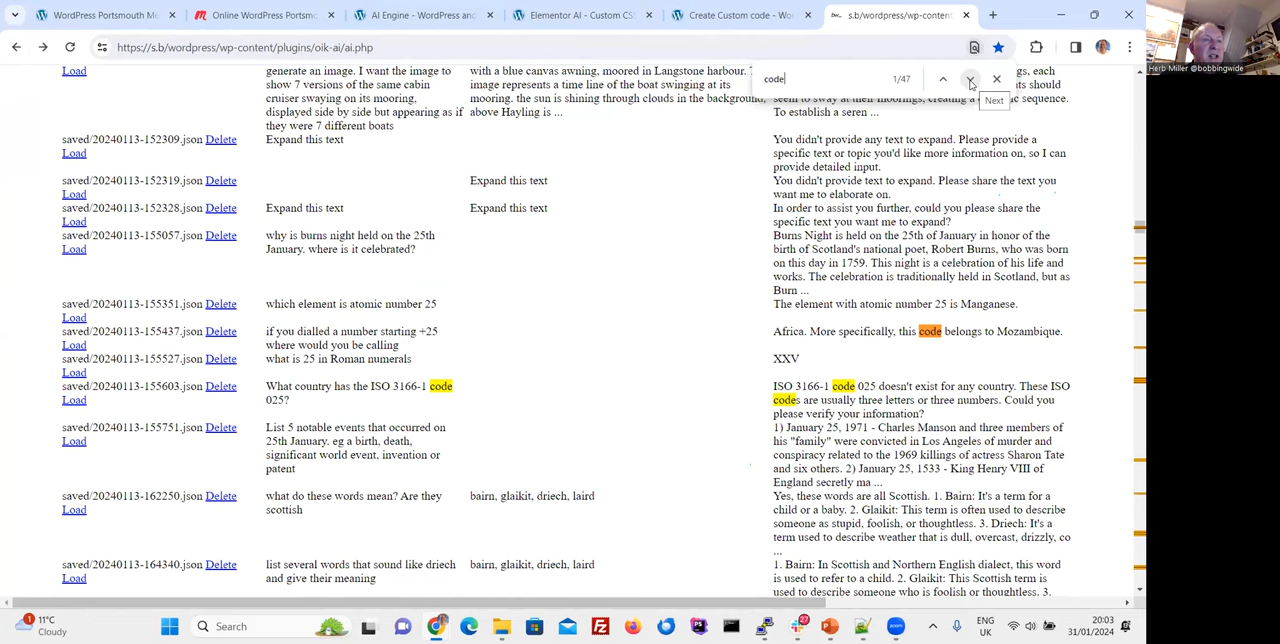 WordPress Portsmouth Me
Online WordPress Portsm
AI Engine - WordPress and
Elementor AI - Custom CS
Create Custom code -
s.b/wordpress/wp-content
https://s.b/wordpress/wp-content/plugins/oik-ai/ai.php
code
1/47
Next
Herb Miller @bobbingwide
Load
generate an image. I want the image to
show 7 versions of the same cabin
cruiser swying on its mooring,
displayed side by side but appearing as if
they were 7 different boats
the canvas awning, moored in Langstone harbour.
image represents a time line of the boat swinging at its
mooring, the sun is shining through clouds in the background,
above Hayling is ...
ings, each
ats should
seem to sway at their moorings, creating a sequence.
To establish a seren ...
saved/20240113-152309.json Delete
Load
Expand this text
You didn't provide any text to expand. Please provide a
specific text or topic you'd like more information on, so I can
provide detailed input.
saved/20240113-152319.json Delete
Load
Expand this text
You didn't provide text to expand. Please share the text you
want me to elaborate on.
saved/20240113-152328.json Delete
Load
Expand this text
Expand this text
In order to assist you further, could you please share the
specific text you want me to expand?
saved/20240113-155030.json Delete
Load
why is burns night held on the 25th
January. where is it celebrated?
Burns Night is held on the 25th of January in honor of the
birth of Scotland's national poet, Robert Burns, who was born
on this day in 1759. This night is a celebration of his life and
works. The celebration is traditionally held in Scotland, but as
Burn ...
saved/20240113-155351.json Delete
Load
which element is atomic number 25
The element with atomic number 25 is Manganese.
saved/20240113-155437.json Delete
Load
if you dialled a number starting +25
where would you be calling
Africa. More specifically, this code belongs to Mozambique.
saved/20240113-155527.json Delete
Load
what is 25 in Roman numerals
XXV
saved/20240113-155603.json Delete
Load
What country has the ISO 3166-1 code
025?
ISO 3166-1 code 025 doesn't exist for any country. These ISO
codes are usually three letters or three numbers. Could you
please verify your information?
saved/20240113-155751.json Delete
Load
List 5 notable events that occurred on
25th January, eg a birth, death,
significant world event, invention or
patent
1) January 25, 1971 - Charles Manson and three members of
his "family" were convicted in Los Angeles of murder and
conspiracy related to the 1969 killings of actress Sharon Tate
and six others. 2) January 25, 1533 - King Henry VIII of
England secretly ma ...
saved/20240113-162250.json Delete
Load
what do these words mean? Are they
scottish
bairn, glaikit, driech, laird
Yes, these words are all Scottish. 1. Bairn: It's a term for a
child or a baby. 2. Glaikit: This term is often used to describe
someone as stupid, foolish, or thoughtless. 3. Driech: It's a
term used to describe weather that is dull, overcast, drizzly, co
...
saved/20240113-164340.json Delete
Load
list several words that sound like driech
and give their meaning
bairn, glaikit, driech, laird
1. Bairn: In Scottish and Northern English dialect, this word
is used to refer to a child. 2. Glaikit: This Scottish term is
used to describe someone who is foolish or thoughtless. 3.
1
11°C
Cloudy
Search
27
ENG
UK
20:03
31/01/2024